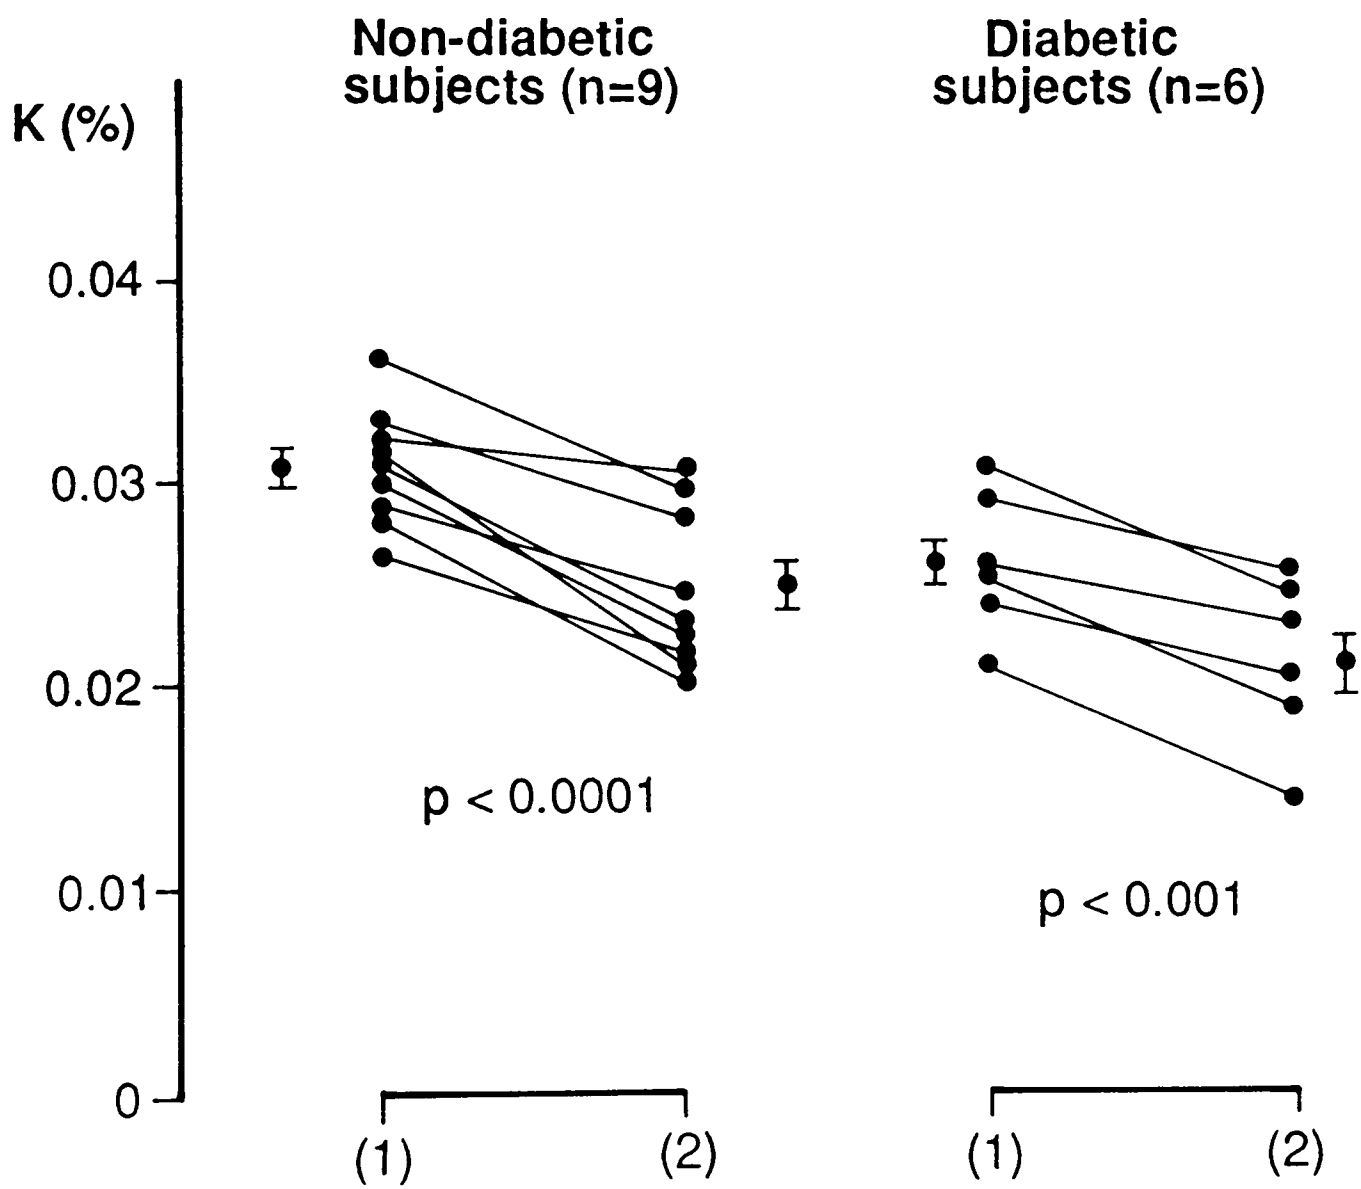 Non-diabetic
subjects (n=9)
Diabetic
subjects (n=6)
K (%)
0.04
0.03
0.02
0.01
0
p < 0.0001
p < 0.001
(1)
(2)
(1)
(2)